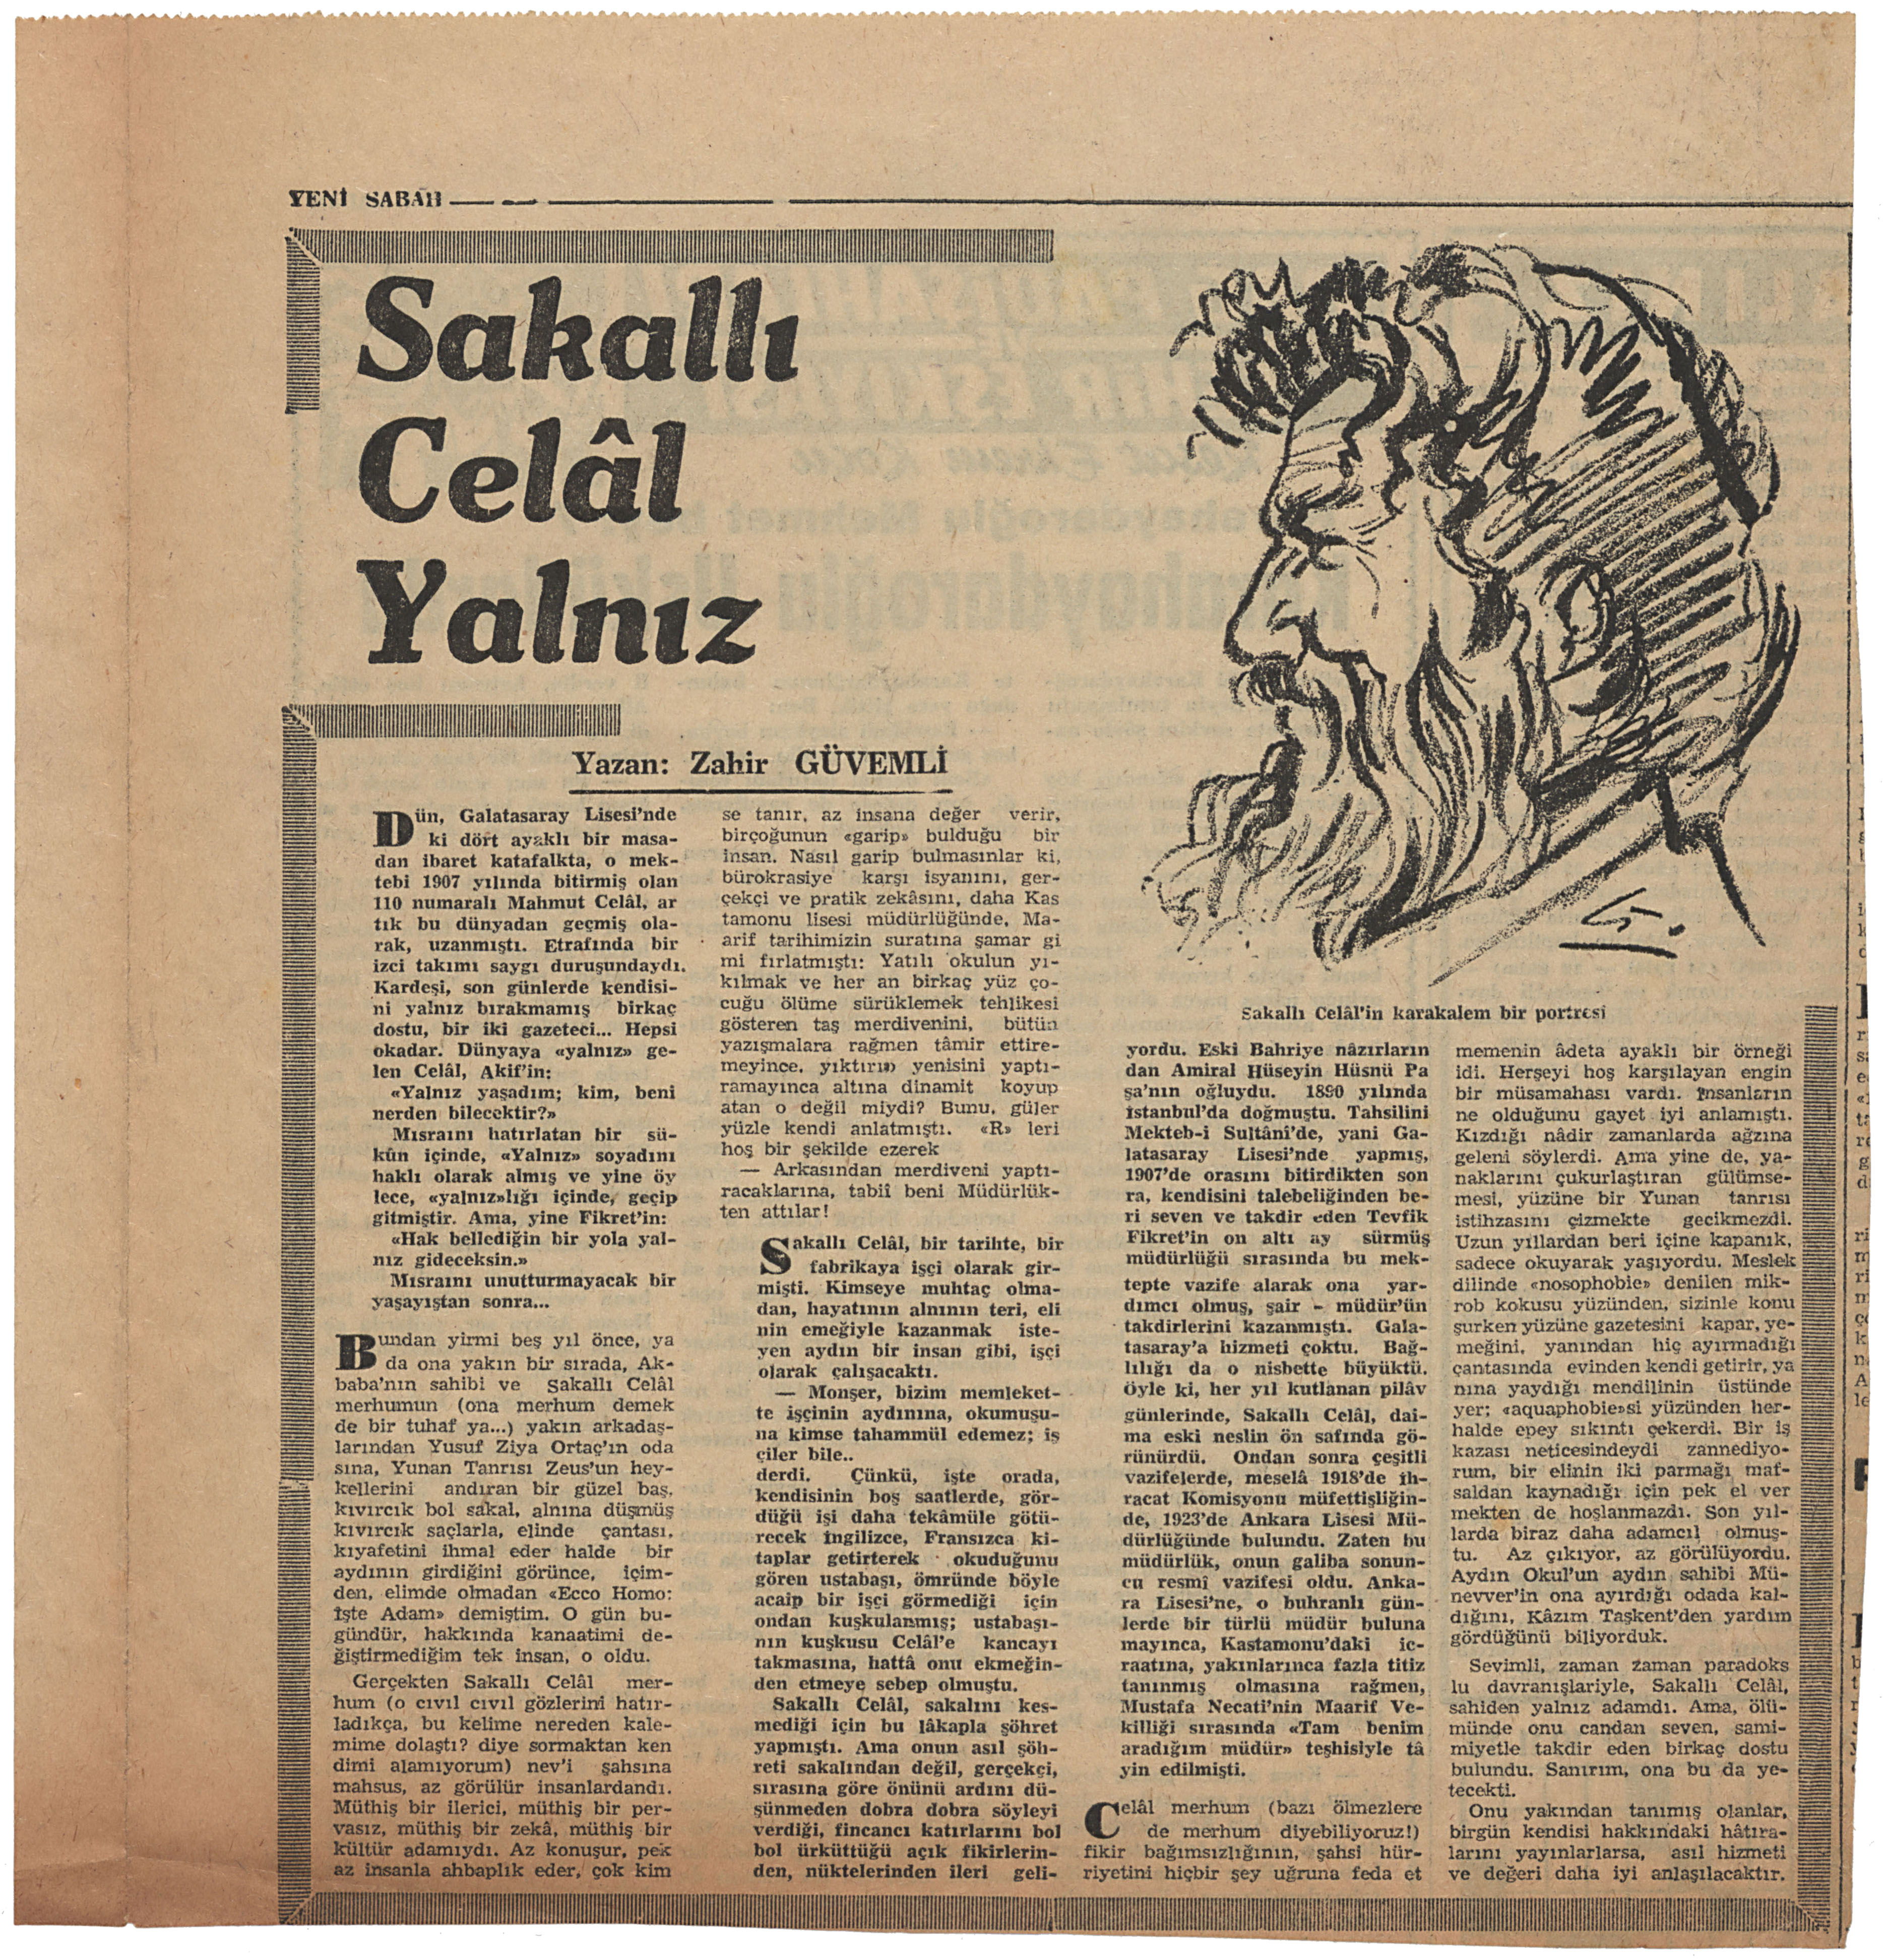 YENİ SABAH
Sakallı
Celâl
Yalnız
Yazan: Zahir GÜVEMLİ
Dün, Galatasaray Lisesi'nde
ki dört ayaklı bir masa-
dan ibaret katafalkta, o mek-
tebi 1907 yılında bitirmiş olan
110 numaralı Mahmut Celâl, ar
tık bu dünyadan geçmiş ola-
rak, uzanmıştı. Etrafında bir
izci takımı saygı duruşundaydı.
Kardeşi, son günlerde kendisi-
ni yalnız bırakmamış birkaç
dostu, bir iki gazeteci... Hepsi
okadar. Dünyaya «yalnız» ge-
len Celâl, Akif'in:
«Yalnız yaşadım; kim, beni
nerden bilecektir?»
Mısraını hatırlatan bir sü-
kûn içinde, «Yalnız» soyadını
haklı olarak almış ve yine öy
lece, «yalnız»lığı içinde, geçip
gitmiştir. Ama, yine Fikret'in:
«Hak bellediğin bir yola yal-
nız gideceksin.»
Mısraını unutturmayacak bir
yaşayıştan sonra...
Bundan yirmi beş yıl önce, ya
da ona yakın bir sırada, Ak-
baba'nın sahibi ve Sakallı Celâl
merhumun (ona merhum demek
de bir tuhaf ya...) yakın arkadaş-
larından Yusuf Ziya Ortaç'ın oda
sına, Yunan Tanrısı Zeus'un hey-
kellerini andıran bir güzel baş,
kıvırcık bol sakal, alnına düşmüş
kıvırcık saçlarla, elinde çantası,
kıyafetini ihmal eder halde bir
aydının girdiğini görünce, içim-
den, elimde olmadan «Ecco Homo:
İşte Adam» demiştim. O gün bu-
gündür, hakkında kanaatimi de-
ğiştirmediğim tek insan, o oldu.
Gerçekten Sakallı Celâl mer-
hum (o cıvıl cıvıl gözlerini hatır-
ladıkça, bu kelime nereden kale-
mime dolaştı? diye sormaktan ken
dimi alamıyorum) nev'i şahsına
mahsus, az görülür insanlardandı.
Müthiş bir ilerici, müthiş bir per-
vasız, müthiş bir zekâ, müthiş bir
kültür adamıydı. Az konuşur, pek
az insanla ahbaplık eder, çok kim
se tanır, az insana değer verir,
birçoğunun «garip» bulduğu bir
insan. Nasıl garip bulmasınlar ki,
bürokrasiye karşı isyanını, ger-
çekçi ve pratik zekâsını, daha Kas
tamonu lisesi müdürlüğünde, Ma-
arif tarihimizin suratına şamar gi
mi fırlatmıştı: Yatılı okulun yı-
kılmak ve her an birkaç yüz ço-
cuğu ölüme sürüklemek tehlikesi
gösteren taş merdivenini, bütün
yazışmalara rağmen tâmir ettire-
meyince, yıktırıp yenisini yaptı-
ramayınca altına dinamit koyup
atan o değil miydi? Bunu, güler
yüzle kendi anlatmıştı. «R» leri
hoş bir şekilde ezerek
— Arkasından merdiveni yaptı-
racaklarına, tabiî beni Müdürlük-
ten attılar!
Sakallı Celâl, bir tarihte, bir
fabrikaya işçi olarak gir-
mişti. Kimseye muhtaç olma-
dan, hayatının alnının teri, eli
nin emeğiyle kazanmak iste-
yen aydın bir insan gibi, işçi
olarak çalışacaktı.
— Monşer, bizim memleket-
te işçinin aydınına, okumuşu-
na kimse tahammül edemez; iş
çiler bile..
derdi. Çünkü, işte orada,
kendisinin boş saatlerde, gör-
düğü işi daha tekâmüle götü-
recek İngilizce, Fransızca ki-
taplar getirterek okuduğunu
gören ustabaşı, ömründe böyle
acaip bir işçi görmediği için
ondan kuşkulanmış; ustabaşı-
nın kuşkusu Celâl'e kancayı
takmasına, hattâ onu ekmeğin-
den etmeye sebep olmuştu.
Sakallı Celâl, sakalını kes-
mediği için bu lâkapla şöhret
yapmıştı. Ama onun asıl şöh-
reti sakalından değil, gerçekçi,
sırasına göre önünü ardını dü-
şünmeden dobra dobra söyleyi
verdiği, fincancı katırlarını bol
bol ürküttüğü açık fikirlerin-
den, nüktelerinden ileri geli-
Sakallı Celâl'in karakalem bir portresi
yordu. Eski Bahriye nâzırların
dan Amiral Hüseyin Hüsnü Pa
şa'nın oğluydu. 1890 yılında
İstanbul'da doğmuştu. Tahsilini
Mekteb-i Sultânî'de, yani Ga-
latasaray Lisesi'nde yapmış,
1907'de orasını bitirdikten son
ra, kendisini talebeliğinden be-
ri seven ve takdir eden Tevfik
Fikret'in on altı ay sürmüş
müdürlüğü sırasında bu mek-
tepte vazife alarak ona yar-
dımcı olmuş, şair - müdür'ün
takdirlerini kazanmıştı. Gala-
tasaray'a hizmeti çoktu. Bağ-
lılığı da o nisbette büyüktü.
Öyle ki, her yıl kutlanan pilâv
günlerinde, Sakallı Celâl, dai-
ma eski neslin ön safında gö-
rünürdü. Ondan sonra çeşitli
vazifelerde, meselâ 1918'de İh-
racat Komisyonu müfettişliğin-
de, 1923'de Ankara Lisesi Mü-
dürlüğünde bulundu. Zaten bu
müdürlük, onun galiba sonun-
cu resmî vazifesi oldu. Anka-
ra Lisesi'ne, o buhranlı gün-
lerde bir türlü müdür buluna
mayınca, Kastamonu'daki ic-
raatına, yakınlarınca fazla titiz
tanınmış olmasına rağmen,
Mustafa Necati'nin Maarif Ve-
killiği sırasında «Tam benim
aradığım müdür» teşhisiyle tâ
yin edilmişti.
Celâl merhum (bazı ölmezlere
de merhum diyebiliyoruz!)
fikir bağımsızlığının, şahsi hür-
riyetini hiçbir şey uğruna feda et
memenin âdeta ayaklı bir örneği
idi. Herşeyi hoş karşılayan engin
bir müsamahası vardı. İnsanların
ne olduğunu gayet iyi anlamıştı.
Kızdığı nâdir zamanlarda ağzına
geleni söylerdi. Ama yine de, ya-
naklarını çukurlaştıran gülümse-
mesi, yüzüne bir Yunan tanrısı
istihzasını çizmekte gecikmezdi.
Uzun yıllardan beri içine kapanık,
sadece okuyarak yaşıyordu. Meslek
dilinde «nosophobie» denilen mik-
rob kokusu yüzünden, sizinle konu
şurken yüzüne gazetesini kapar, ye-
meğini, yanından hiç ayırmadığı
çantasında evinden kendi getirir, ya
nına yaydığı mendilinin üstünde
yer; «aquaphobie»si yüzünden her-
halde epey sıkıntı çekerdi. Bir iş
kazası neticesindeydi zannediyo-
rum, bir elinin iki parmağı maf-
saldan kaynadığı için pek el ver
mekten de hoşlanmazdı. Son yıl-
larda biraz daha adamcıl olmuş-
tu. Az çıkıyor, az görülüyordu.
Aydın Okul'un aydın sahibi Mü-
nevver'in ona ayırdığı odada kal-
dığını, Kâzım Taşkent'den yardım
gördüğünü biliyorduk.
Sevimli, zaman zaman paradoks
lu davranışlariyle, Sakallı Celâl,
sahiden yalnız adamdı. Ama, ölü-
münde onu candan seven, sami-
miyetle takdir eden birkaç dostu
bulundu. Sanırım, ona bu da ye-
tecekti.
Onu yakından tanımış olanlar,
birgün kendisi hakkındaki hâtıra-
larını yayınlarlarsa, asıl hizmeti
ve değeri daha iyi anlaşılacaktır.